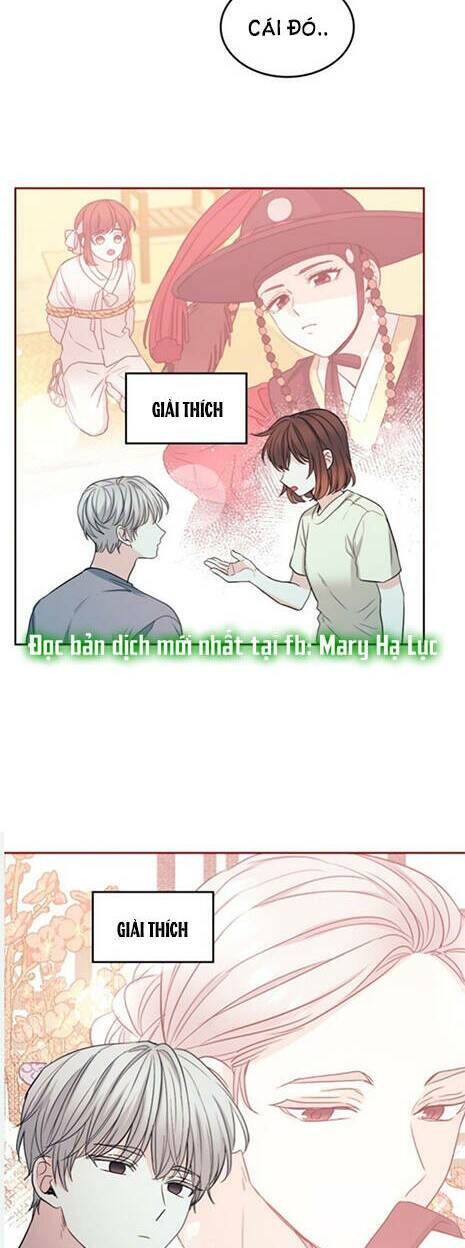 CÁI ĐÓ..
GIẢI THÍCH
Đọc bản dịch mới nhất tại fb: Mary Hạ Lục
GIẢI THÍCH